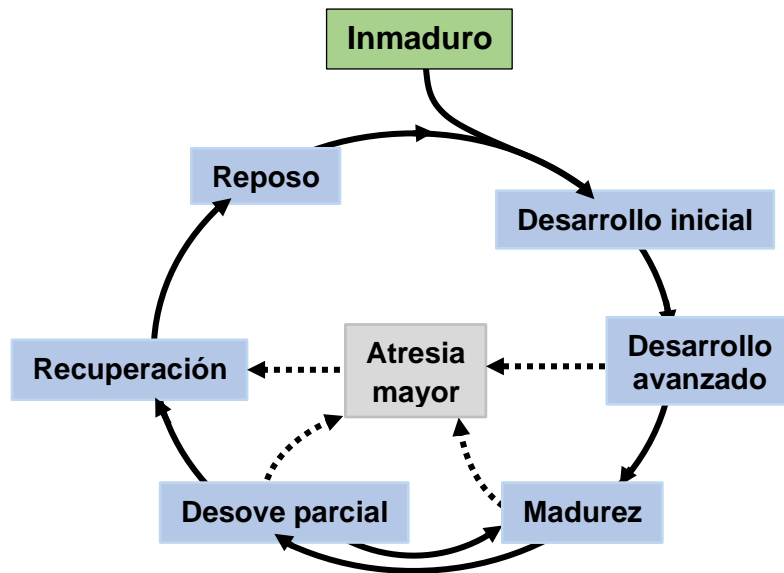 Inmaduro
Reposo
Desarrollo inicial
Recuperación
Atresia
mayor
Desarrollo
avanzado
Desove parcial
Madurez